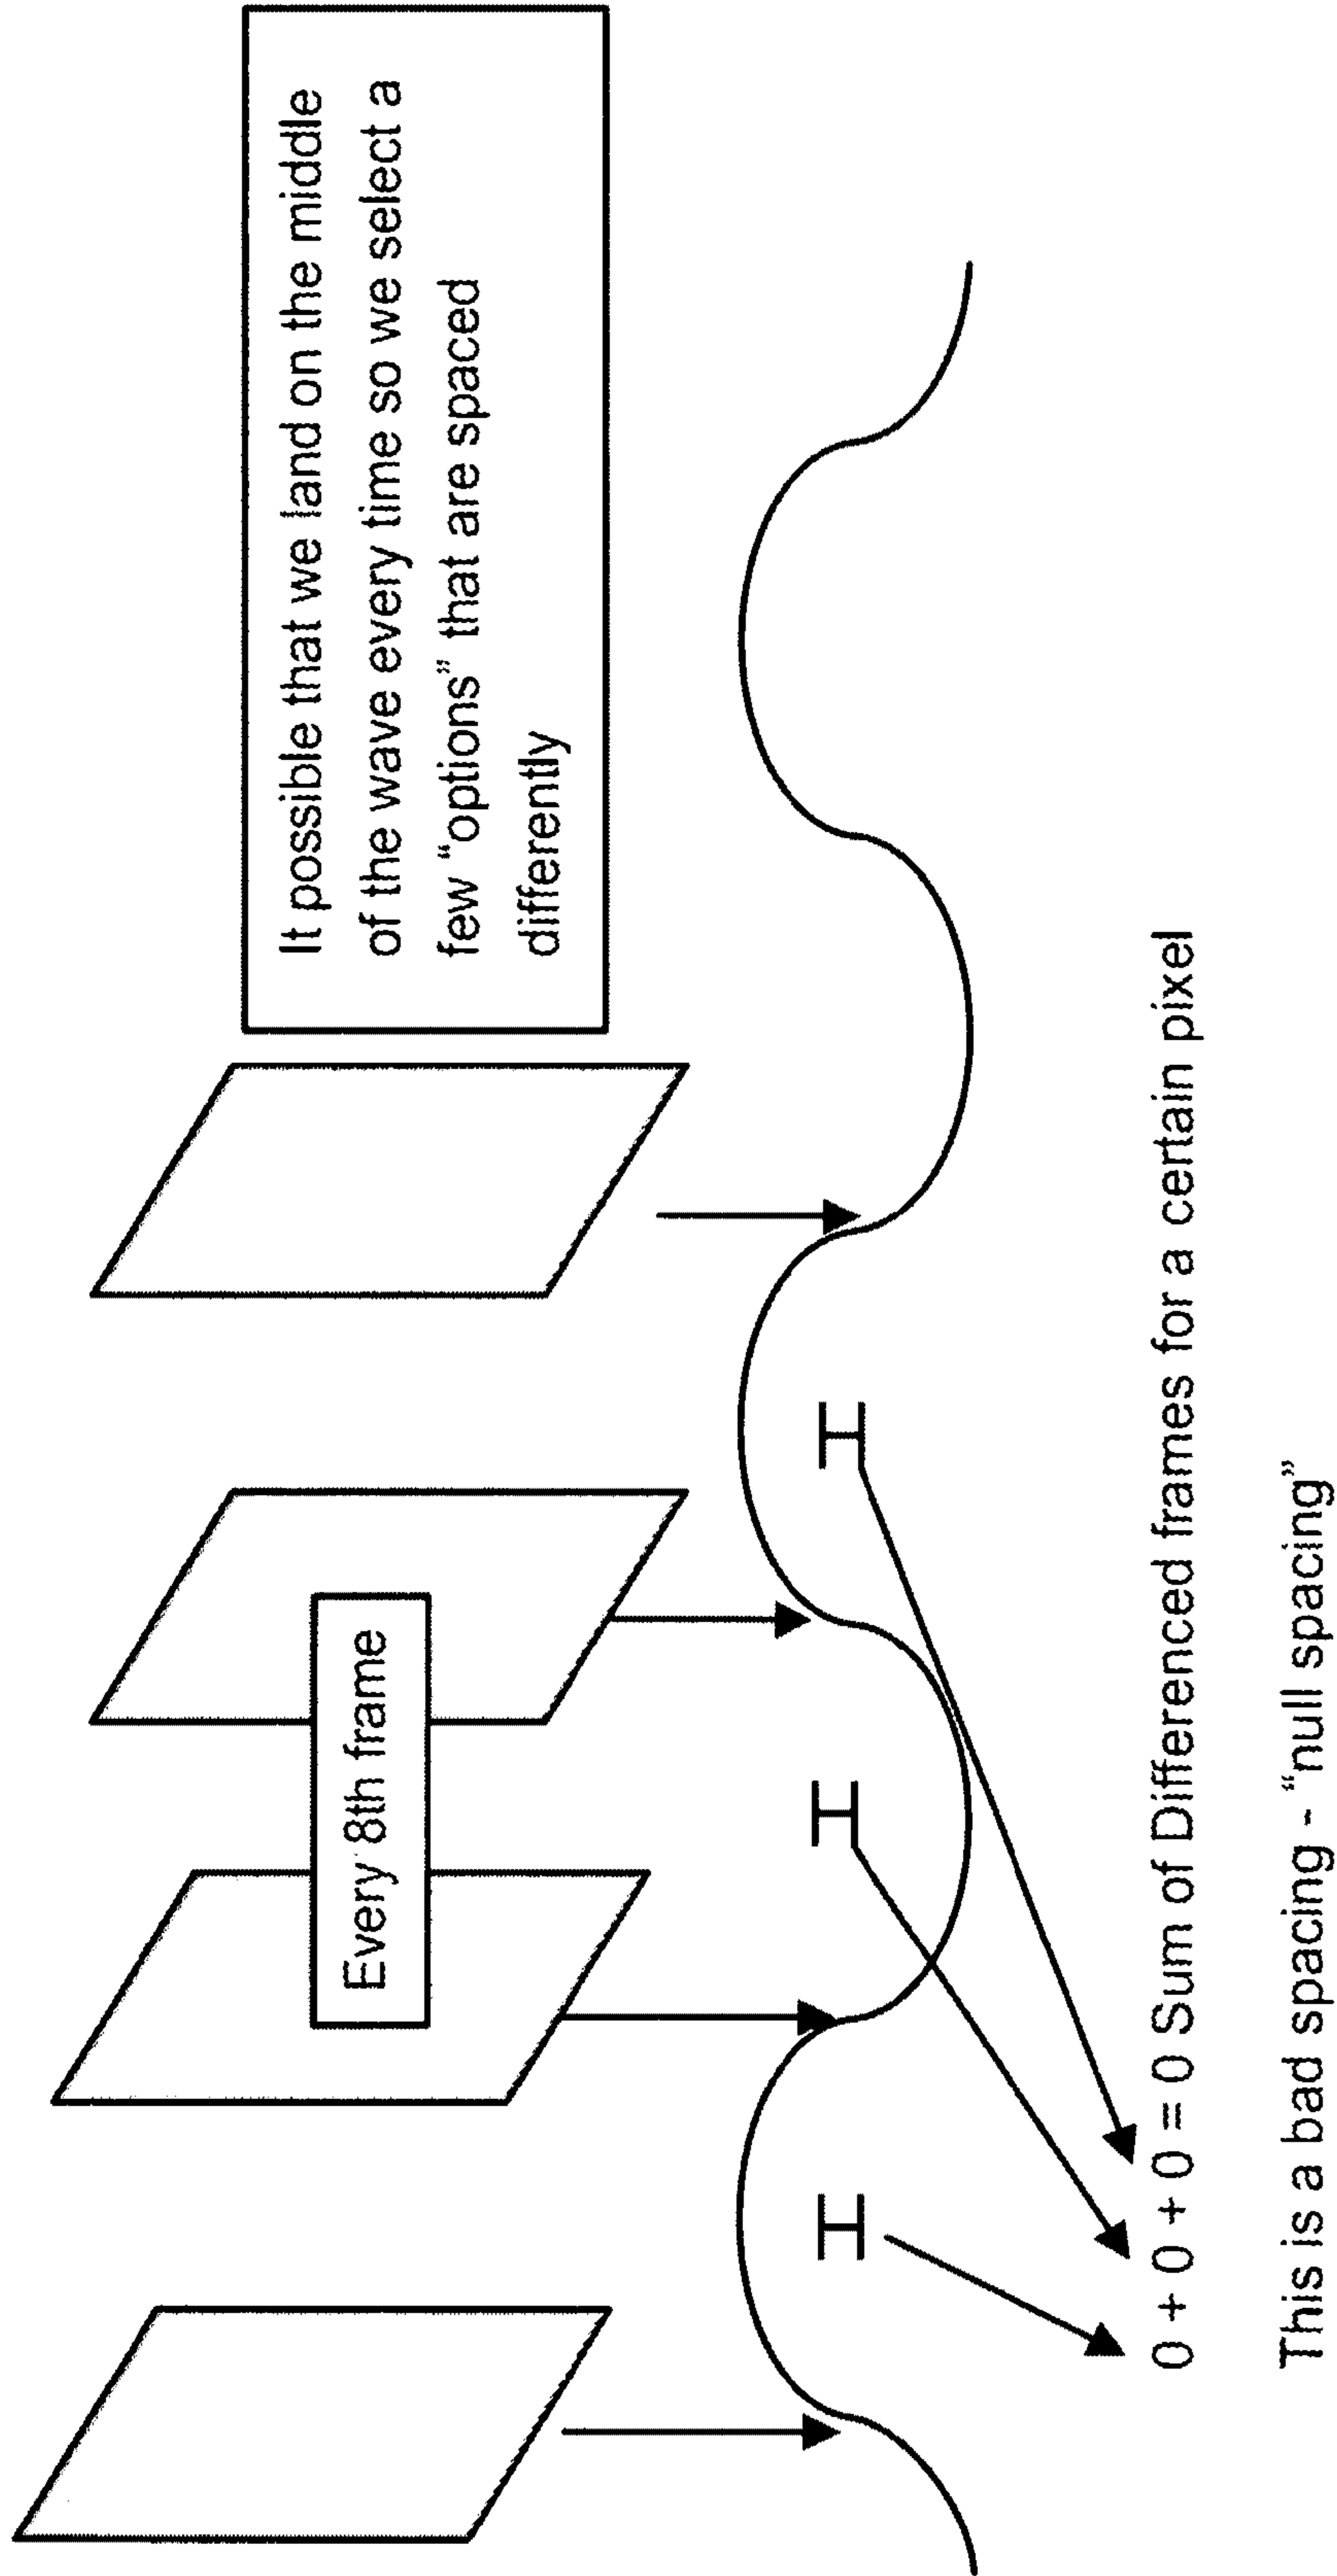 It possible that we land on the middle
of the wave every time so we select a
few “options” that are spaced
differently
Every 8th frame
H
H
H
0 + 0 + 0 = 0 Sum of Differenced frames for a certain pixel
This is a bad spacing - “null spacing”